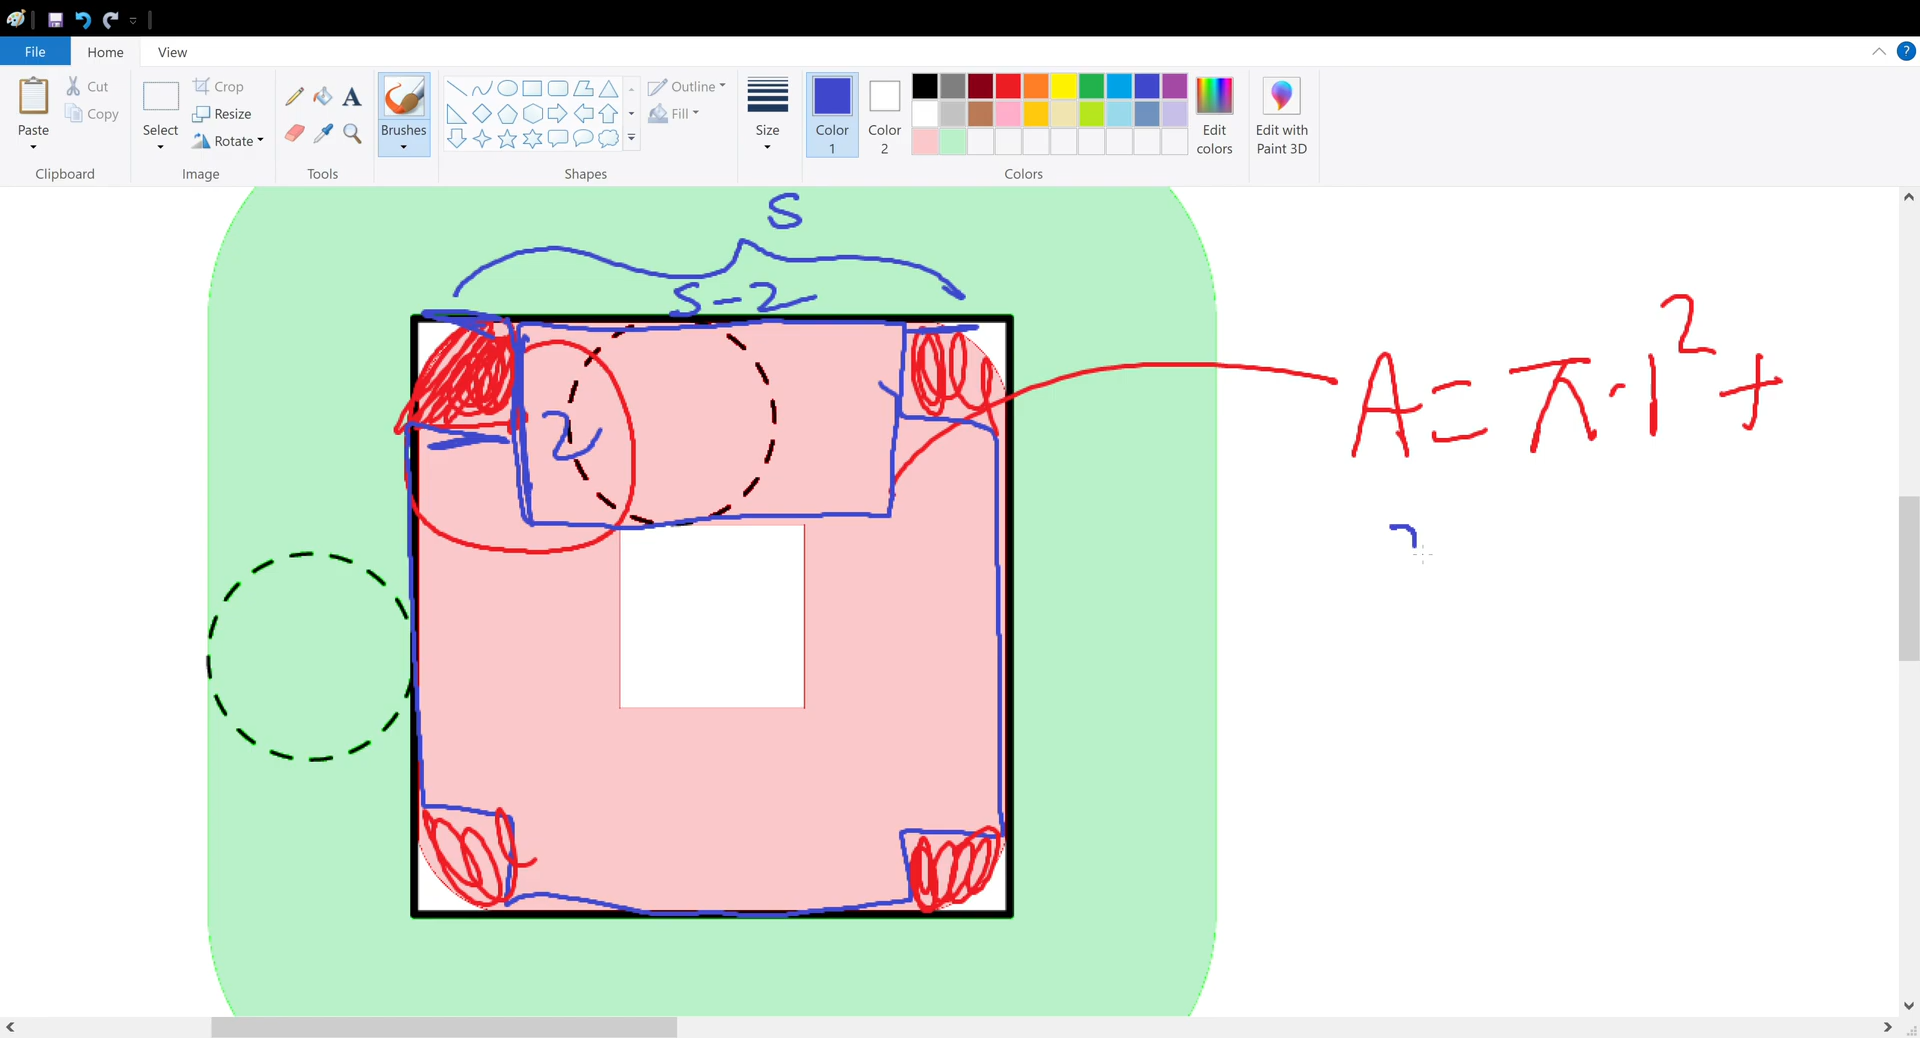 File Home View
Paste
Cut
Copy
Clipboard
Select
Crop
Resize
Rotate
Image
Tools
Brushes
Shapes
Outline
Fill
Size
Color 1
Color 2
Edit colors
Edit with Paint 3D
Colors
?
S
S-2
2
A = π·1² +